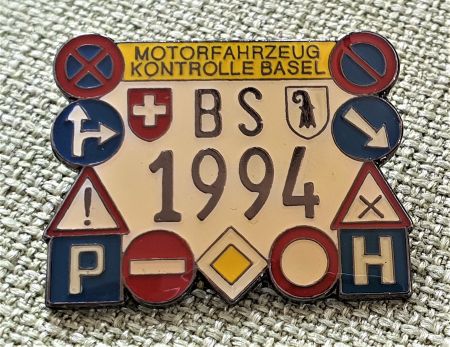 MOTORFAHRZEUG
KONTROLLE BASEL
BS
1994
!
P
H